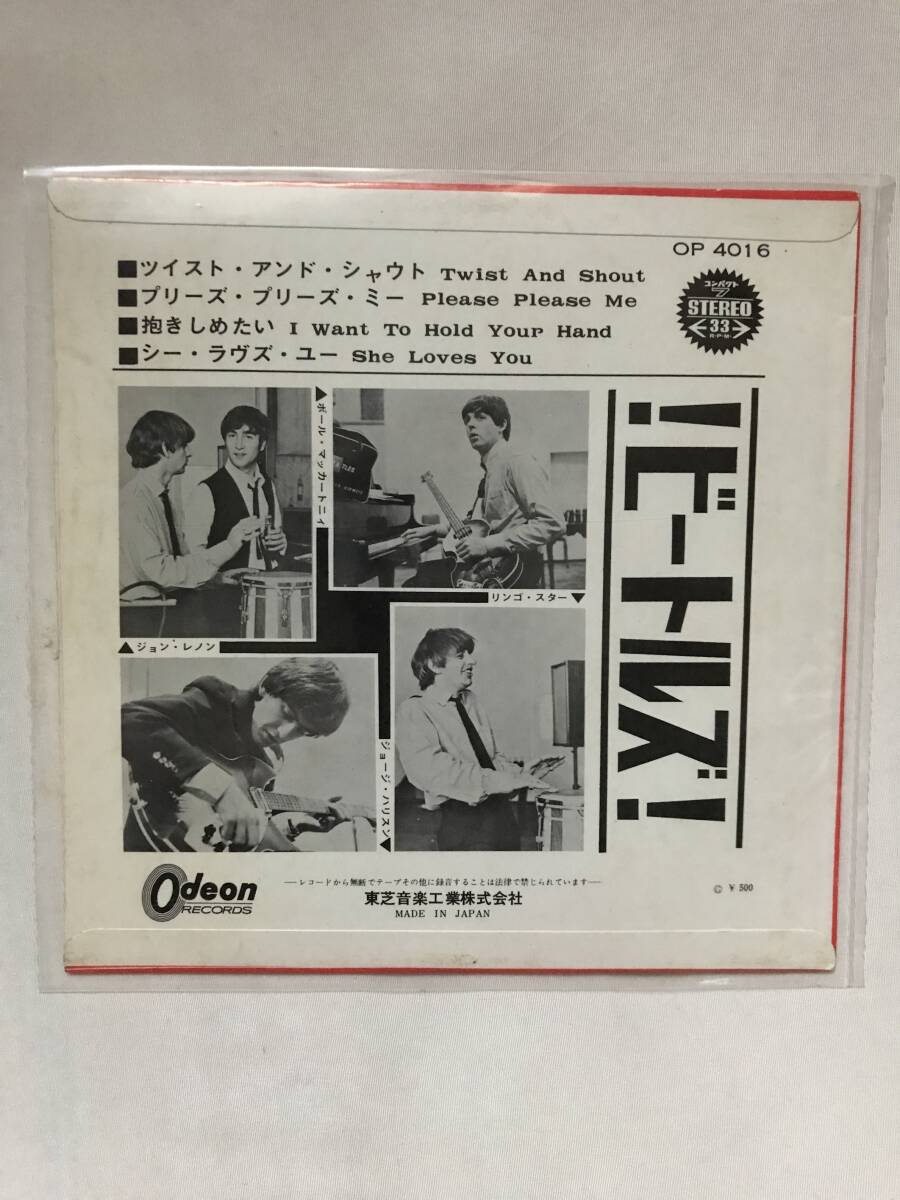 OP 4016
■ツイスト・アンド・シャウト Twist And Shout
■プリーズ・プリーズ・ミー Please Please Me
■抱きしめたい I Want To Hold Your Hand
■シー・ラヴズ・ユー She Loves You
コンパクト
7
STEREO
33
R·P·M·
▲ポール・マッカートニィ
リンゴ・スター▼
▲ジョン・レノン
ジョージ・ハリスン▼
!ビートルズ!
Odeon
RECORDS
──レコードから無断でテープその他に録音することは法律で禁じられています──
東芝音楽工業株式会社
MADE IN JAPAN
© ¥ 500